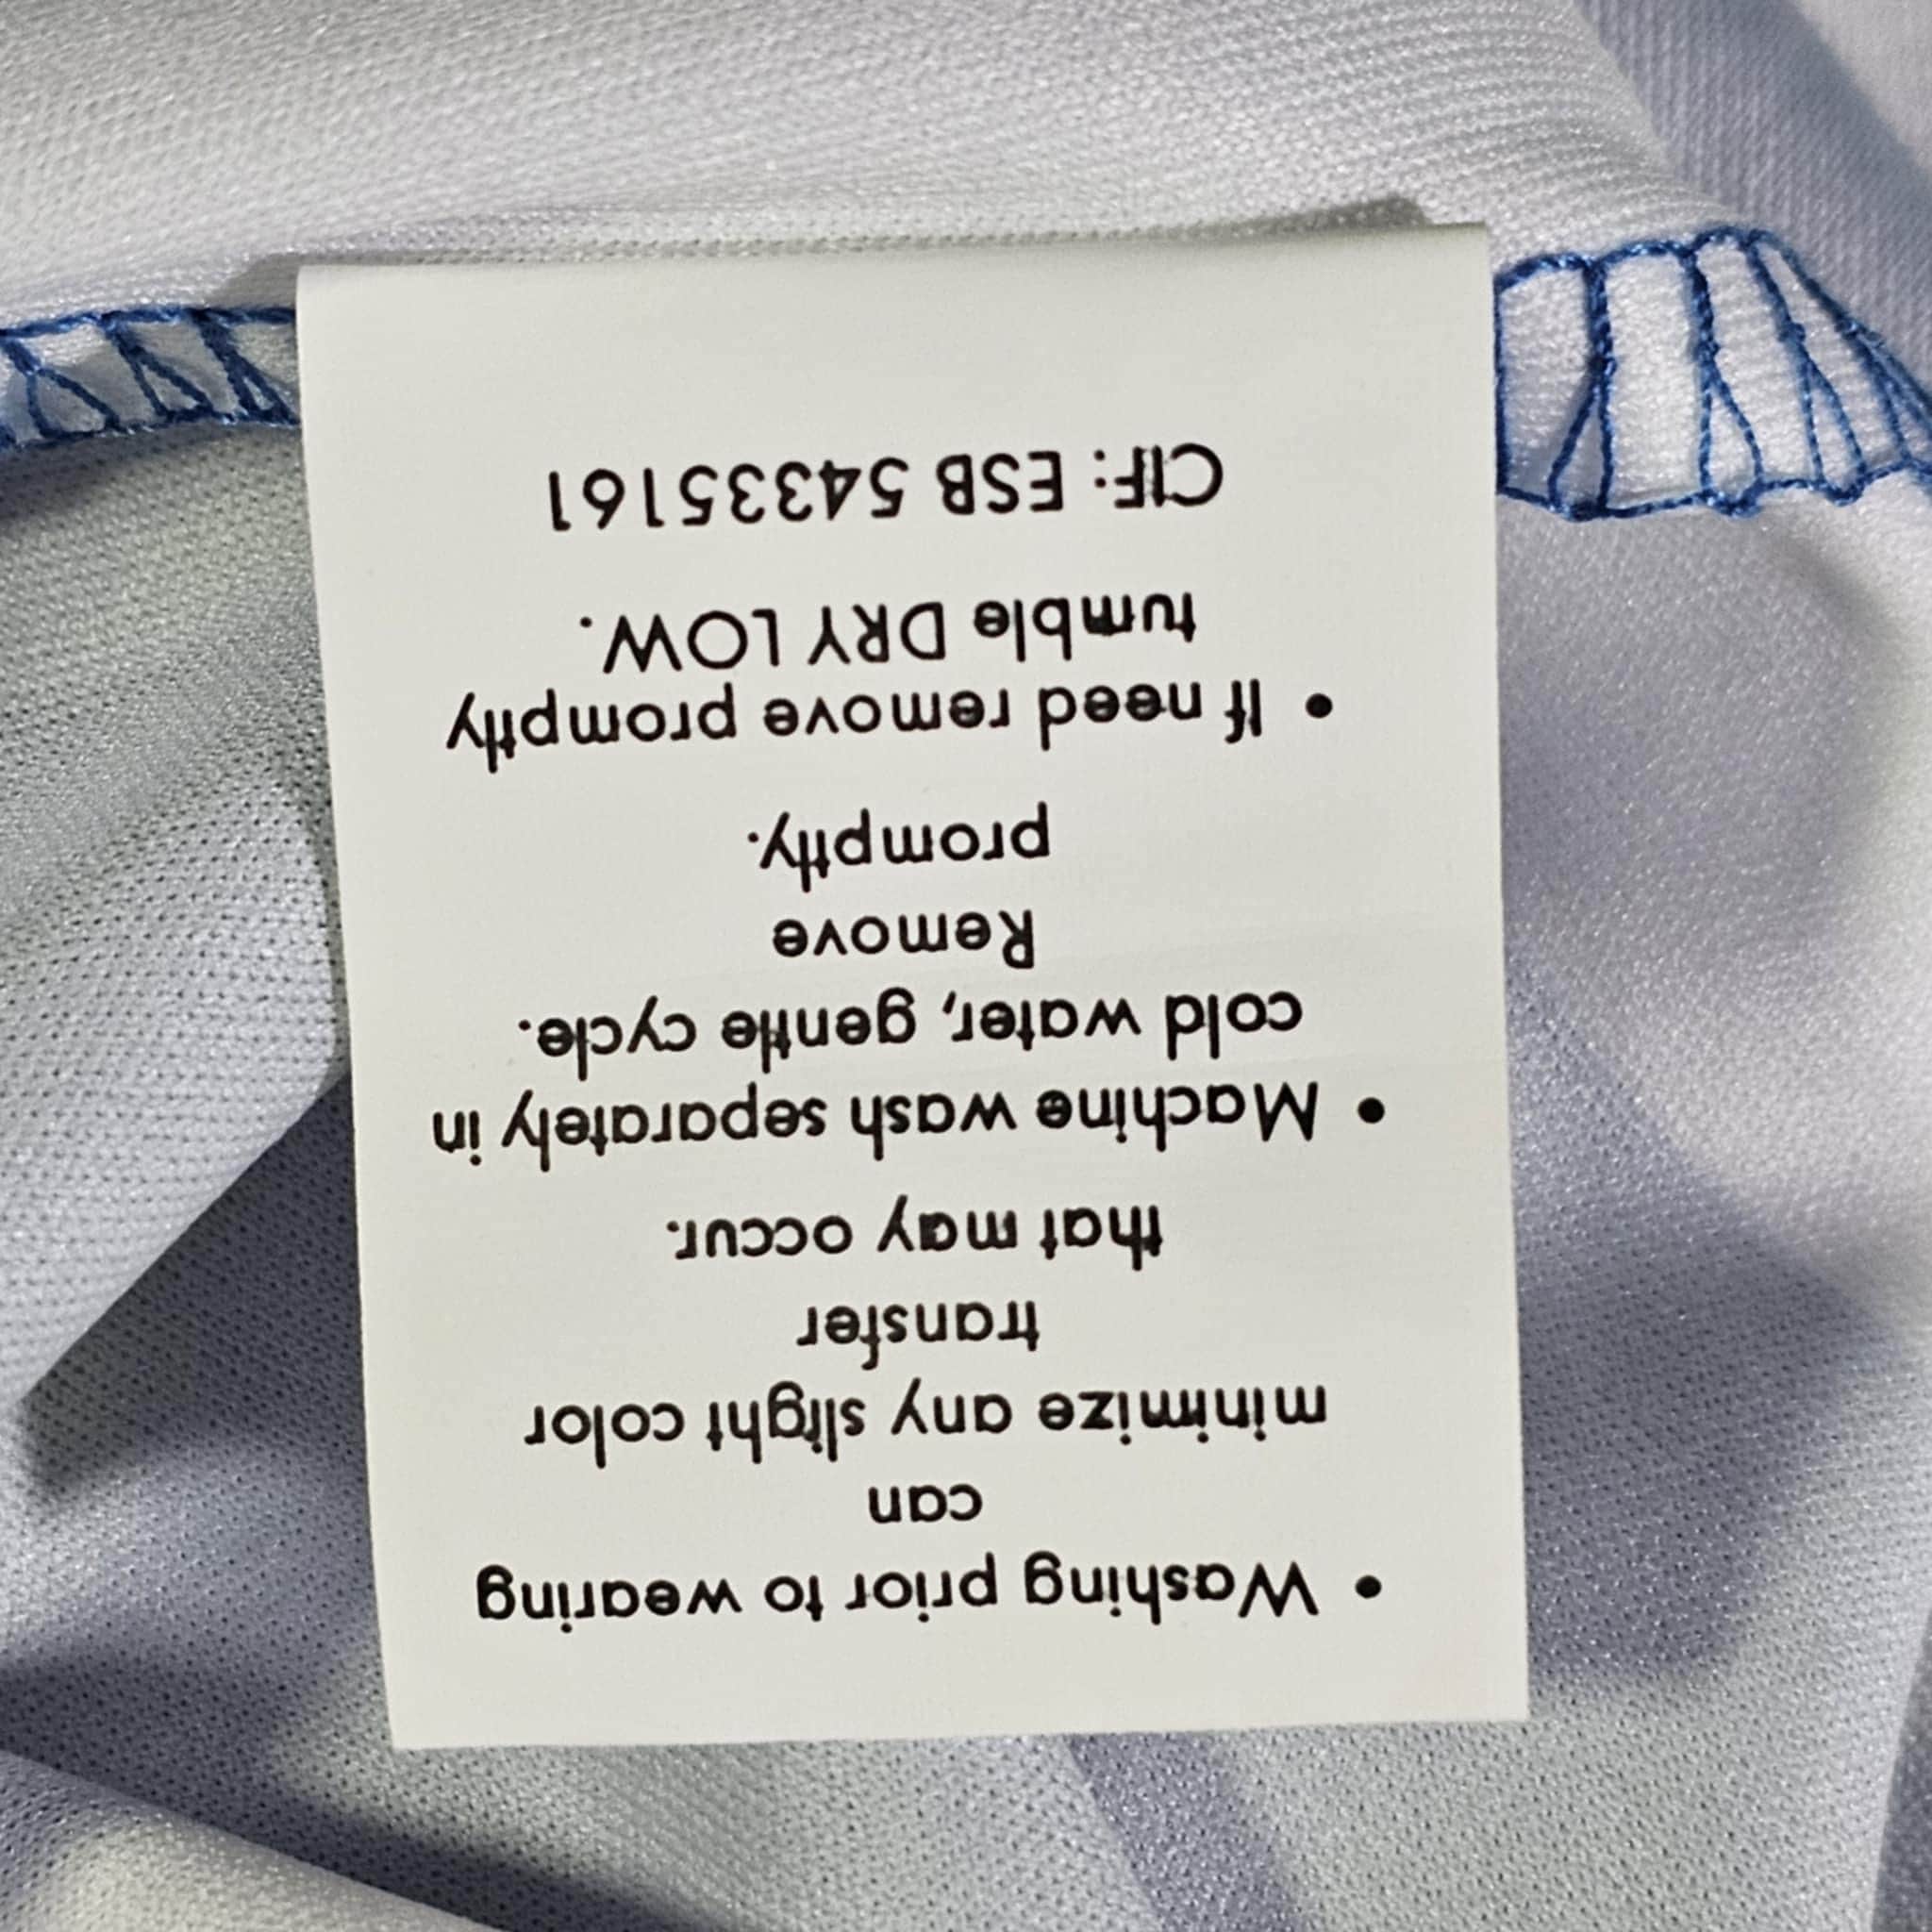 • Washing prior to wearing
can
minimize any slight color
transfer
that may occur.
• Machine wash separately in
cold water, gentle cycle.
Remove
promptly.
• If need remove promptly
tumble DRY LOW.
CIF: ESB 54335161